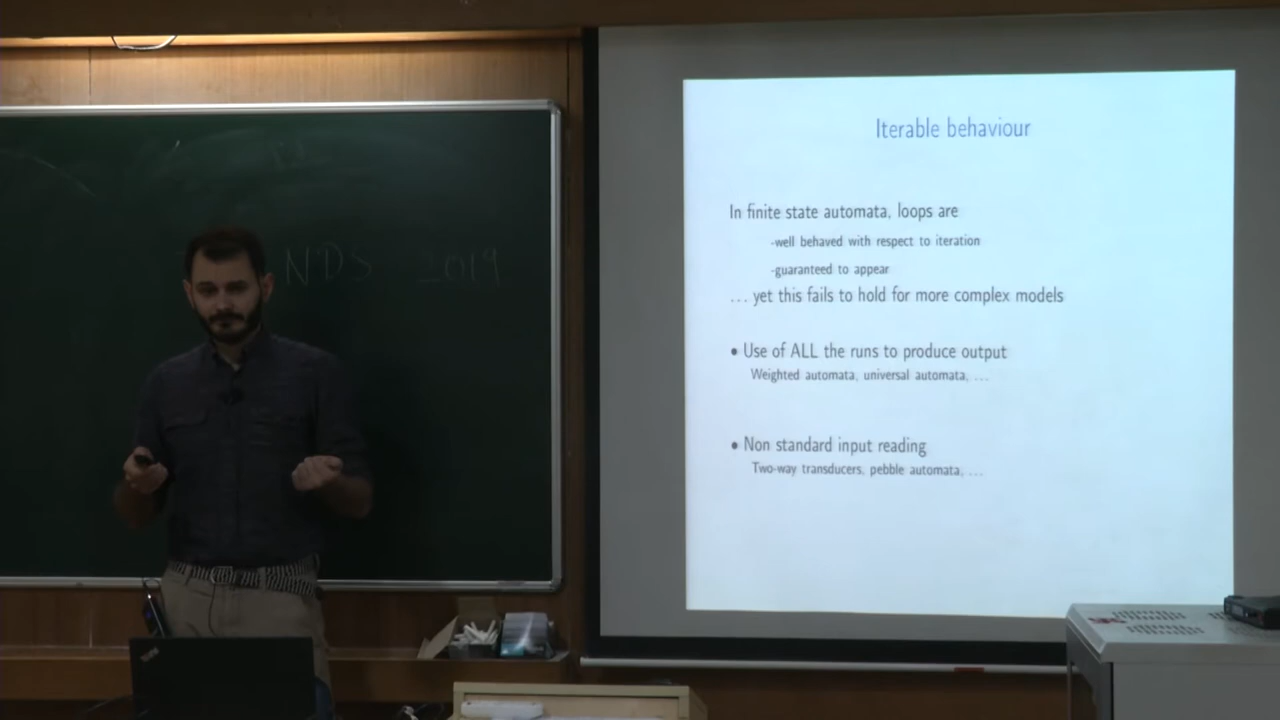 NDS 2019
Iterable behaviour
In finite state automata, loops are
-well behaved with respect to iteration
-guaranteed to appear
... yet this fails to hold for more complex models
• Use of ALL the runs to produce output
Weighted automata, universal automata, ...
• Non standard input reading
Two-way transducers, pebble automata, ...